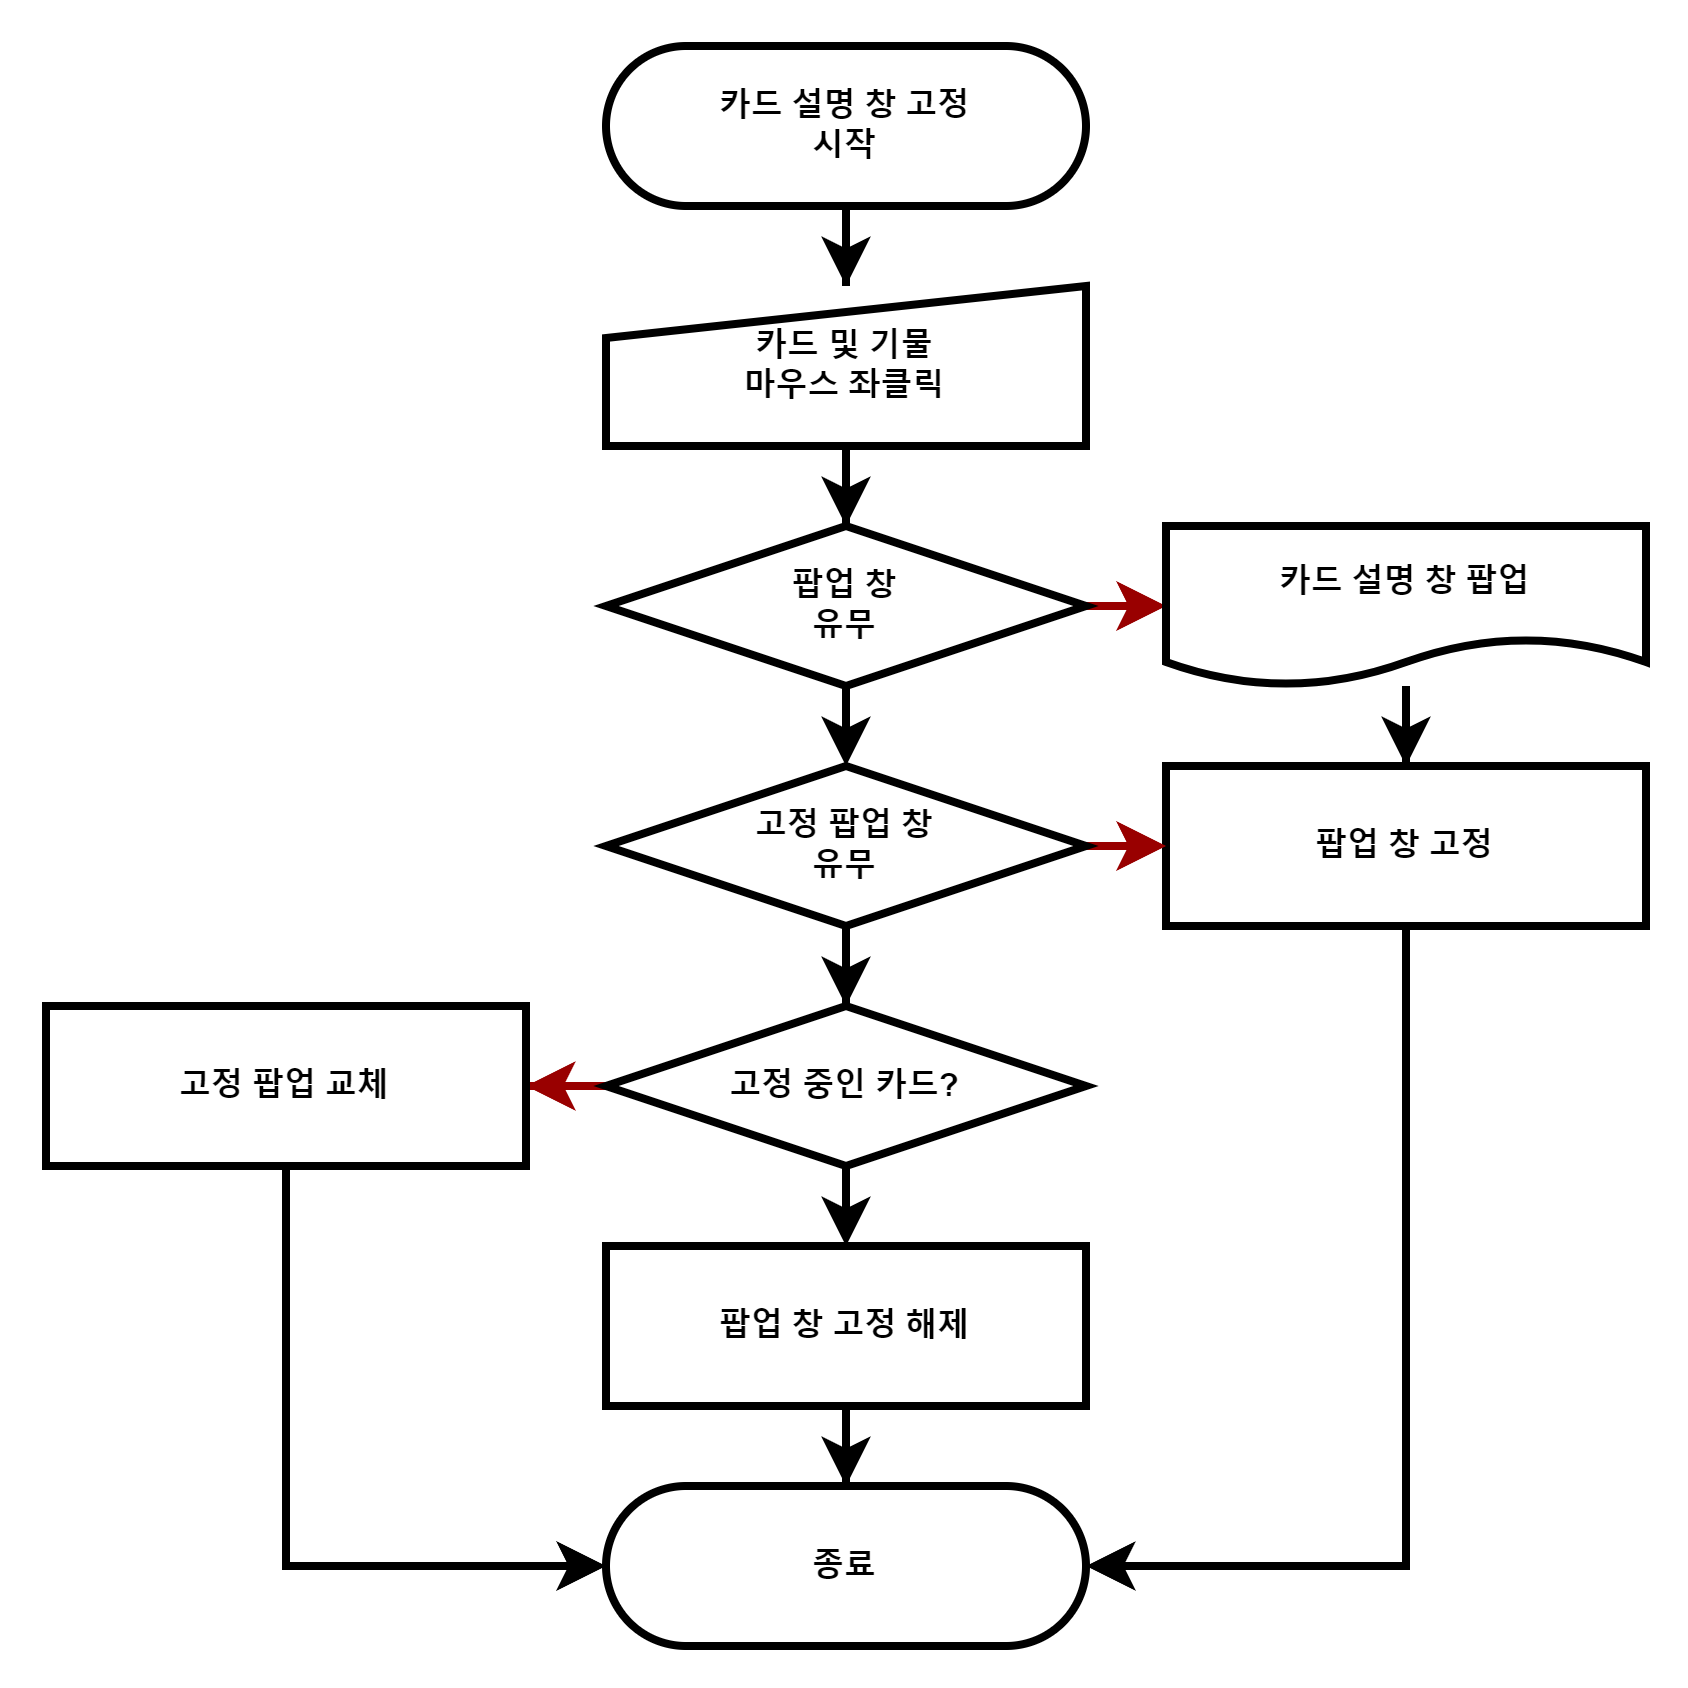 카드 설명 창 고정
시작
카드 및 기물
마우스 좌클릭
팝업 창
유무
카드 설명 창 팝업
고정 팝업 창
유무
팝업 창 고정
고정 팝업 교체
고정 중인 카드?
팝업 창 고정 해제
종료